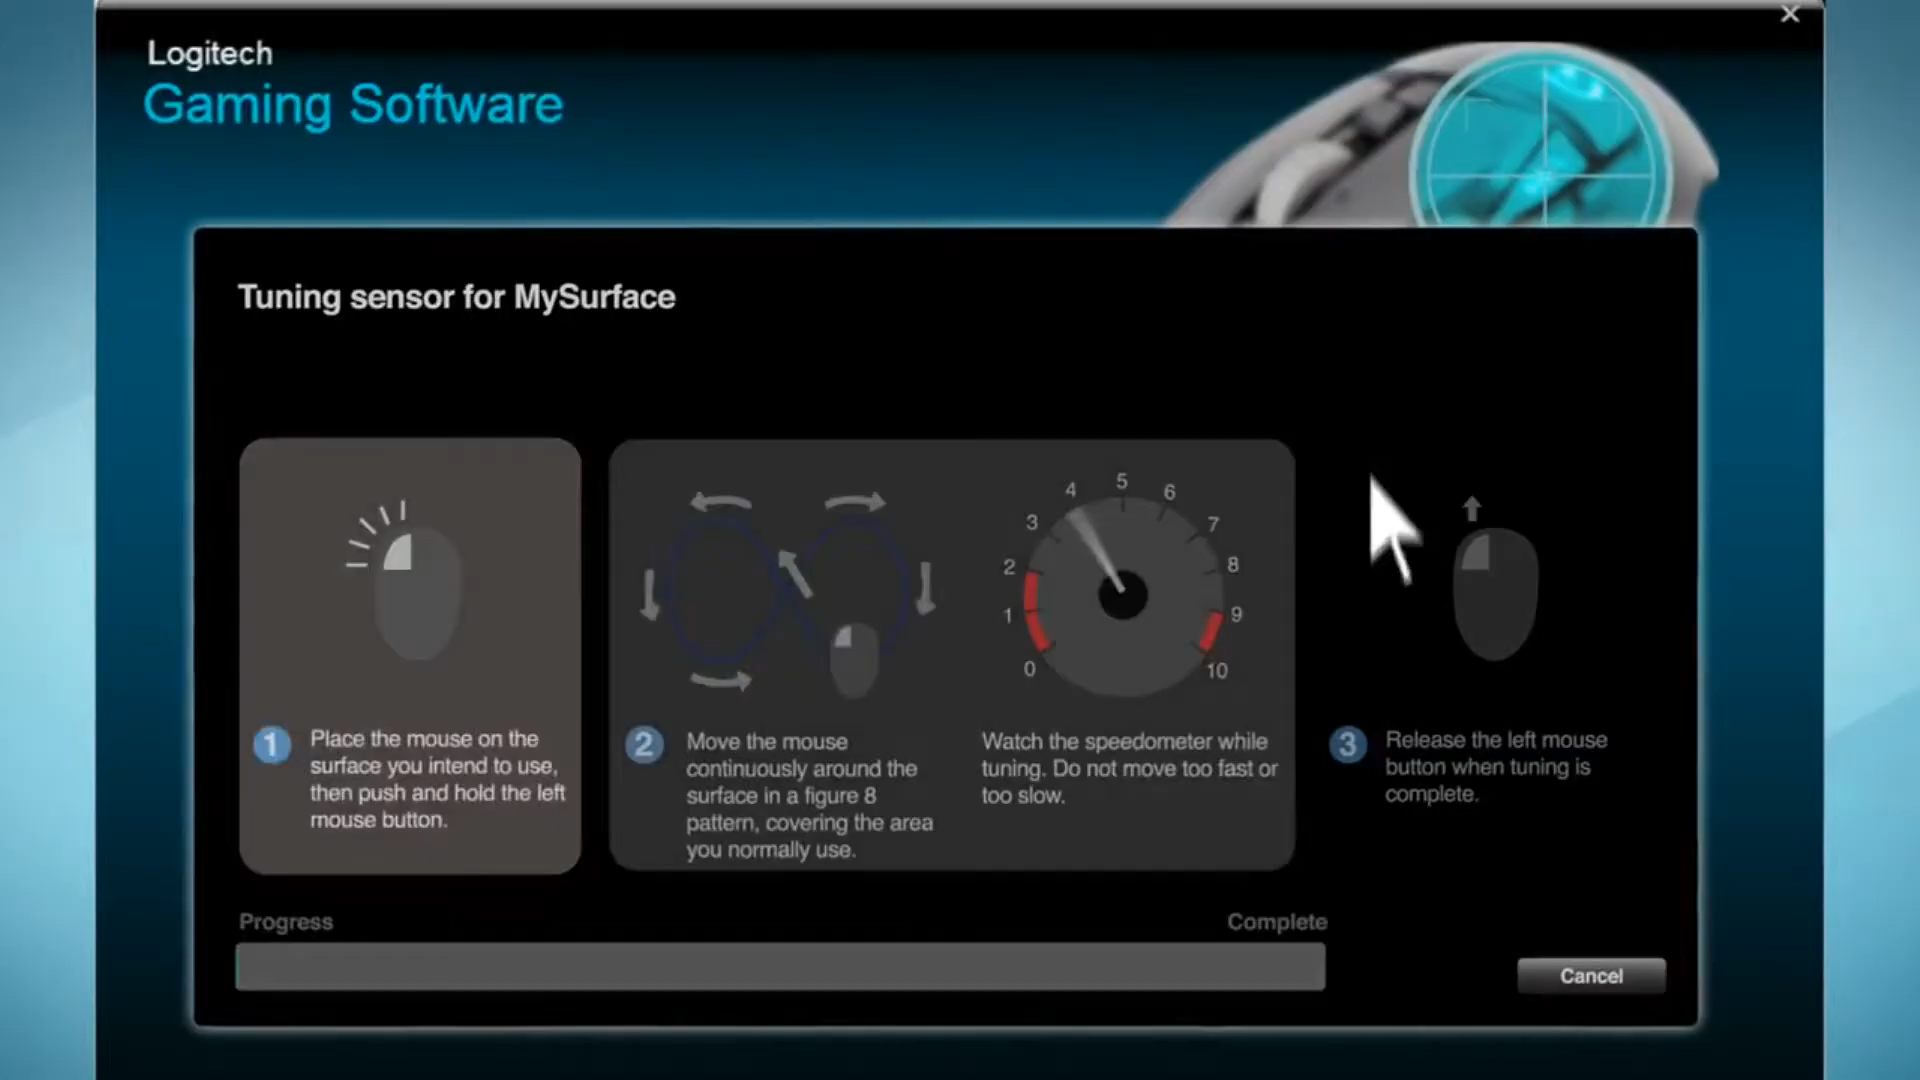 Logitech
Gaming Software
Tuning sensor for MySurface
1
Place the mouse on the
surface you intend to use,
then push and hold the left
mouse button.
2
Move the mouse
continuously around the
surface in a figure 8
pattern, covering the area
you normally use.
0
1
2
3
4
5
6
7
8
9
10
Watch the speedometer while
tuning. Do not move too fast or
too slow.
3
Release the left mouse
button when tuning is
complete.
Progress
Complete
Cancel